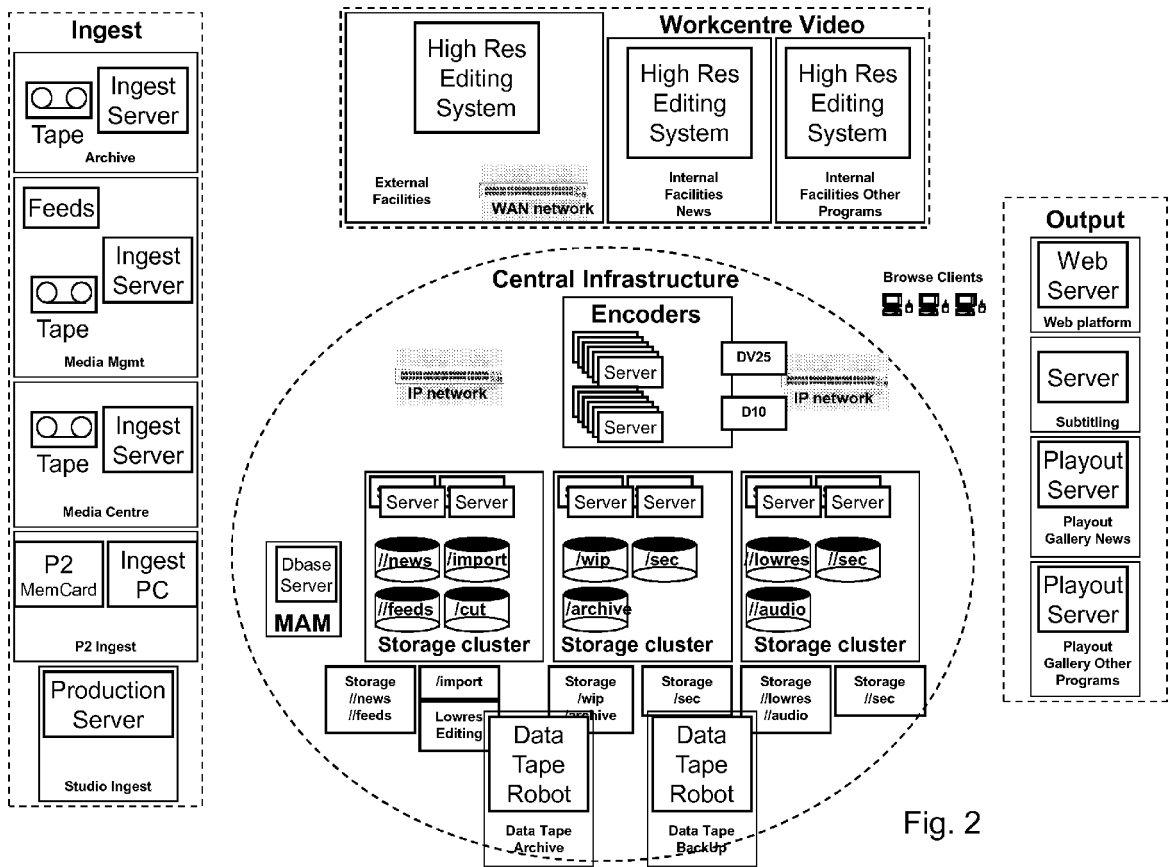 Ingest
Ingest
Server
Tape
Archive
Feeds
Ingest
Server
Tape
Media Mgmt
Ingest
Server
Tape
Media Centre
P2
MemCard
Ingest
PC
P2 Ingest
Production
Server
Studio Ingest
Workcentre Video
High Res
Editing
System
External
Facilities
WAN network
High Res
Editing
System
Internal
Facilities
News
High Res
Editing
System
Internal
Facilities Other
Programs
Central Infrastructure
Encoders
Server
Server
DV25
D10
IP network
IP network
Browse Clients
Dbase
Server
MAM
Server
Server
//news
/import
//feeds
/cut
Storage cluster
Server
Server
/wip
/sec
/archive
Storage cluster
Server
Server
//lowres
//sec
//audio
Storage cluster
Storage
//news
//feeds
/import
Lowres
Editing
Storage
/wip
/archive
Storage
/sec
Storage
//lowres
//audio
Storage
//sec
Data
Tape
Robot
Data Tape
Archive
Data
Tape
Robot
Data Tape
BackUp
Output
Web
Server
Web platform
Server
Subtitling
Playout
Server
Playout
Gallery News
Playout
Server
Playout
Gallery Other
Programs
Fig. 2